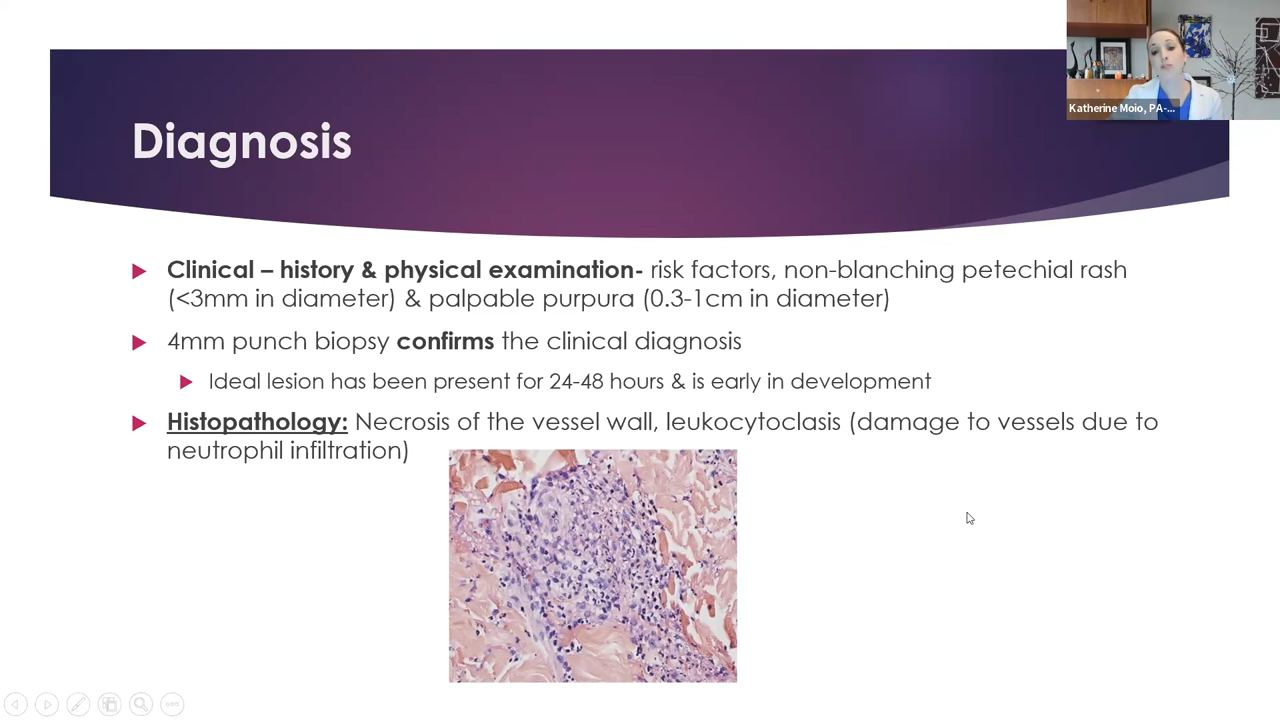 Katherine Moio, PA-...
Diagnosis
Clinical – history & physical examination- risk factors, non-blanching petechial rash
(<3mm in diameter) & palpable purpura (0.3-1cm in diameter)
4mm punch biopsy confirms the clinical diagnosis
Ideal lesion has been present for 24-48 hours & is early in development
Histopathology: Necrosis of the vessel wall, leukocytoclasis (damage to vessels due to
neutrophil infiltration)